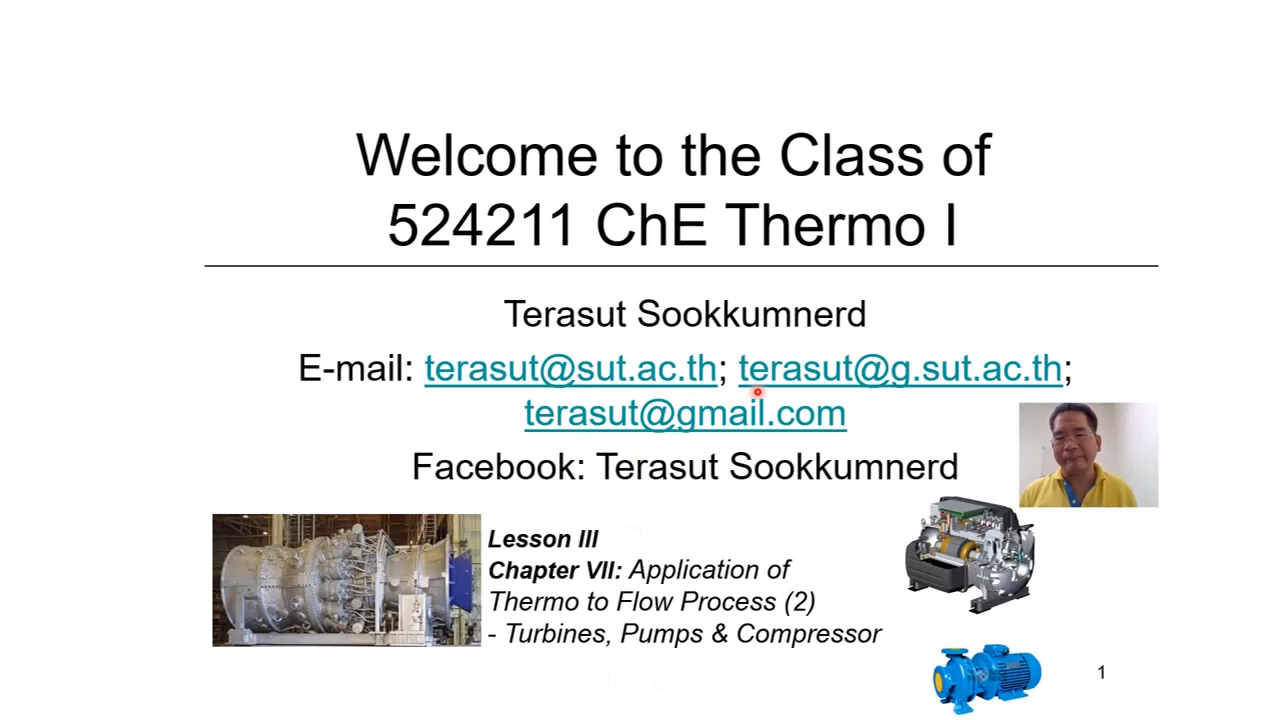 Welcome to the Class of
524211 ChE Thermo I
Terasut Sookkumnerd
E-mail: terasut@sut.ac.th; terasut@g.sut.ac.th;
terasut@gmail.com
Facebook: Terasut Sookkumnerd
Lesson III
Chapter VII: Application of
Thermo to Flow Process (2)
- Turbines, Pumps & Compressor
1